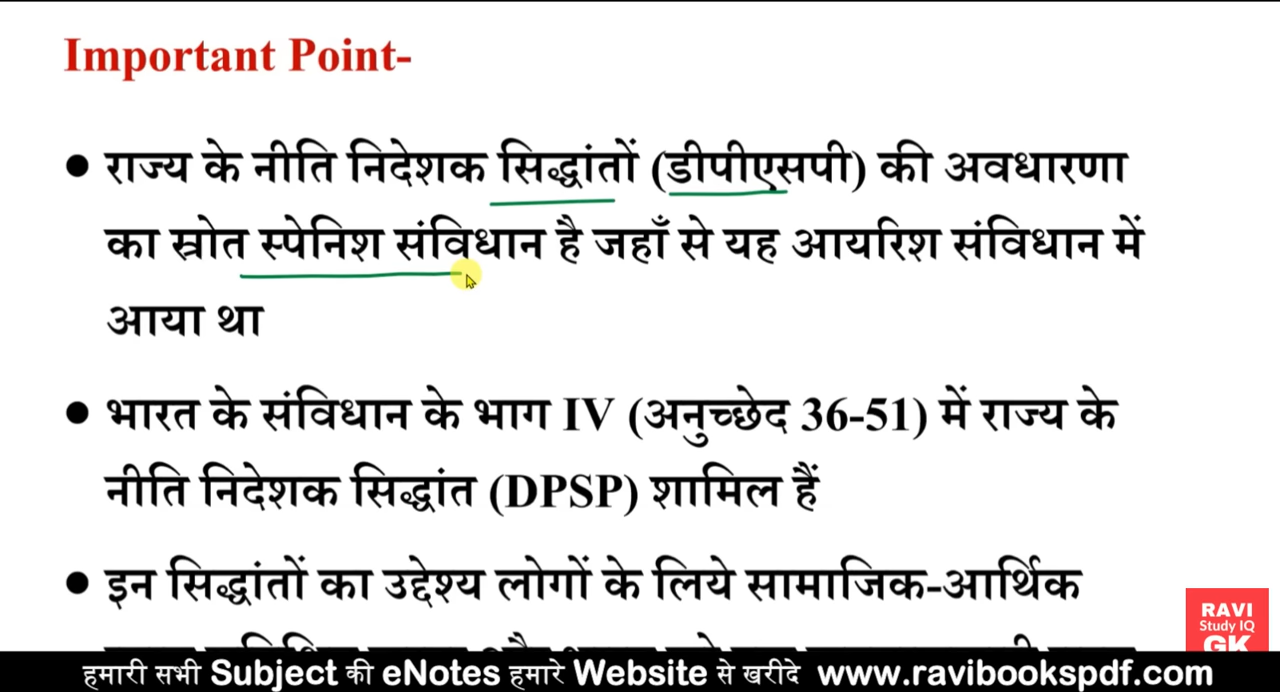 Important Point-
● राज्य के नीति निदेशक सिद्धांतों (डीपीएसपी) की अवधारणा
का स्रोत स्पेनिश संविधान है जहाँ से यह आयरिश संविधान में
आया था
● भारत के संविधान के भाग IV (अनुच्छेद 36-51) में राज्य के
नीति निदेशक सिद्धांत (DPSP) शामिल हैं
● इन सिद्धांतों का उद्देश्य लोगों के लिये सामाजिक-आर्थिक
RAVI
Study IQ
GK
हमारी सभी Subject की eNotes हमारे Website से खरीदे www.ravibookspdf.com